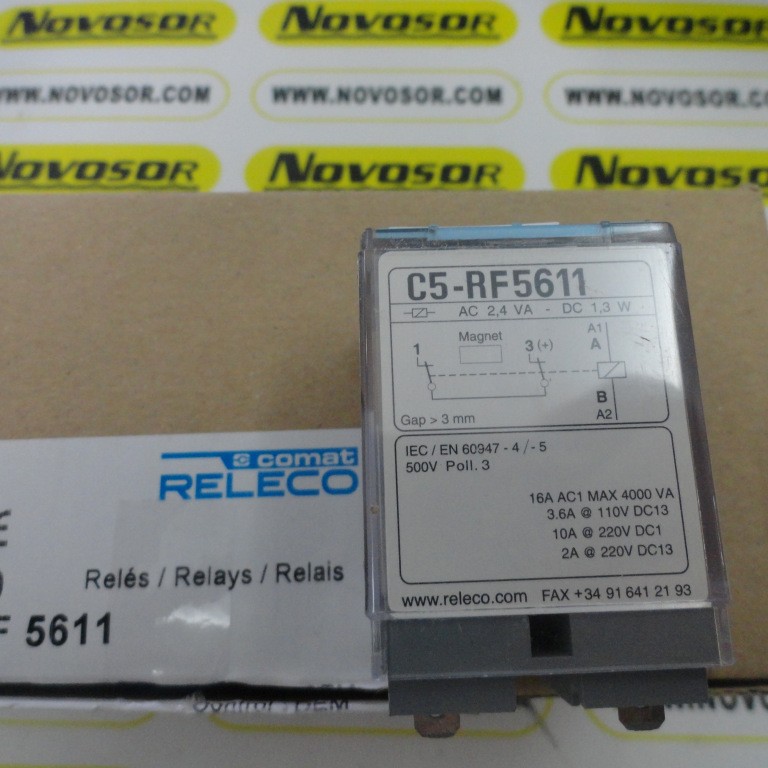 NOVOSOR NOVOSOR NOVOSOR
WWW.NOVOSOR.COM WWW.NOVOSOR.COM
NOVOSOR NOVOSOR NOVOSOR
C5-RF5611
AC 2,4 VA - DC 1,3 W
Magnet
A1
1 3 (+) A
B
A2
Gap > 3 mm
IEC / EN 60947 - 4 / - 5
500V Poll. 3
16A AC1 MAX 4000 VA
3.6A @ 110V DC13
10A @ 220V DC1
2A @ 220V DC13
www.releco.com FAX +34 91 641 21 93
comat
RELECO
Relés / Relays / Relais
F 5611